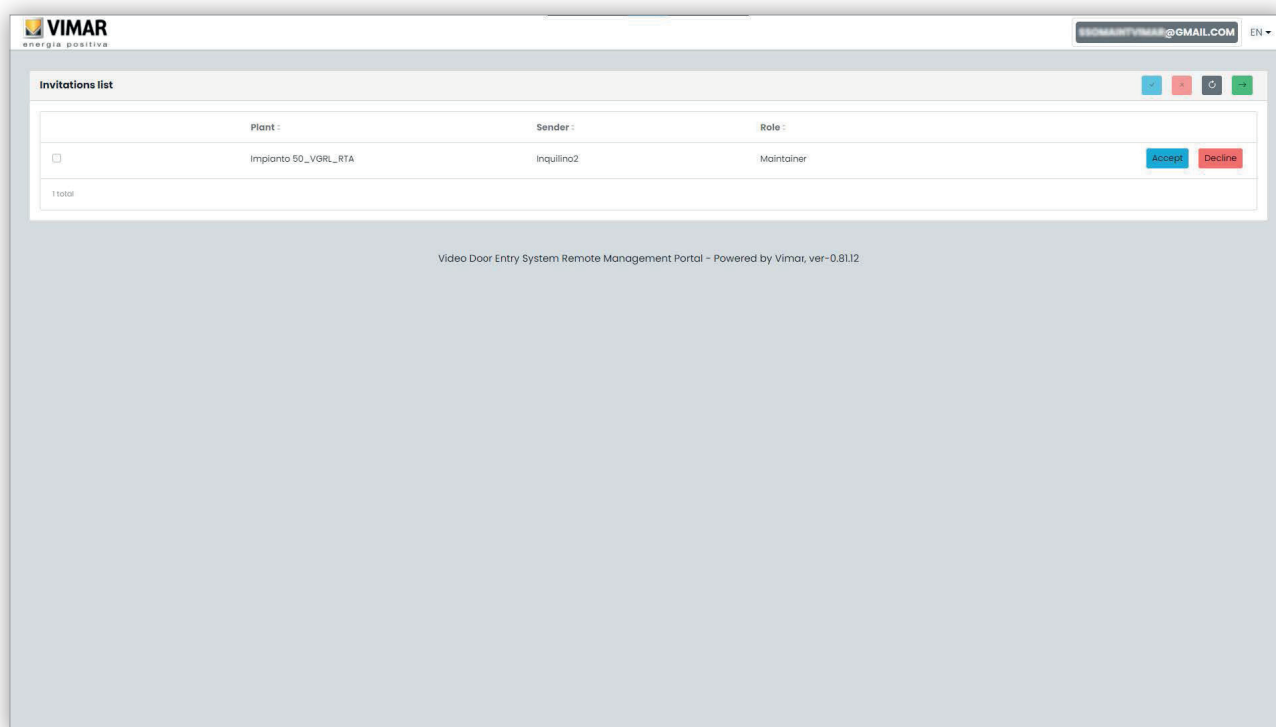 VIMAR
energia positiva
@GMAIL.COM
EN
Invitations list
Plant Sender Role
Impianto 50_VGRL_RTA Inquilino2 Maintainer Accept Decline
1 total
Video Door Entry System Remote Management Portal - Powered by Vimar, ver-0.81.12